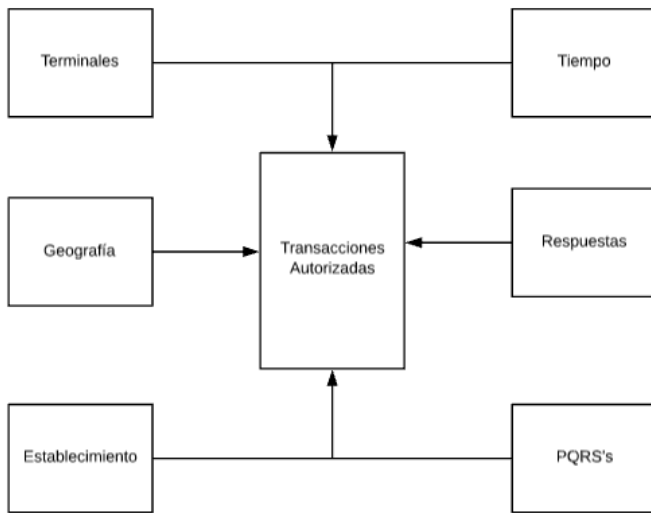 Terminales
Tiempo
Geografía
Transacciones
Autorizadas
Respuestas
Establecimiento
PQRS's